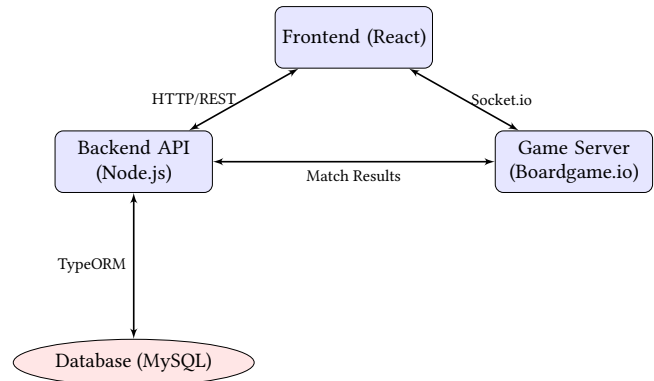 Frontend (React)
HTTP/REST
Socket.io
Backend API
(Node.js)
Game Server
(Boardgame.io)
Match Results
TypeORM
Database (MySQL)